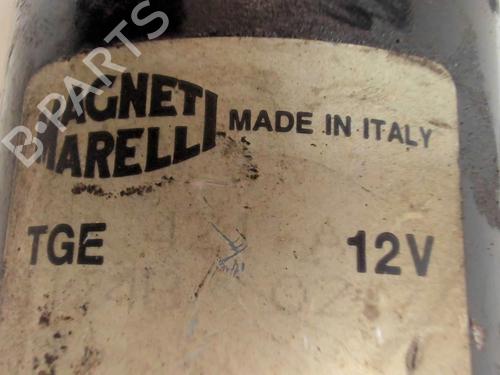 B-PARTS
MAGNETI
MARELLI
MADE IN ITALY
TGE 12V